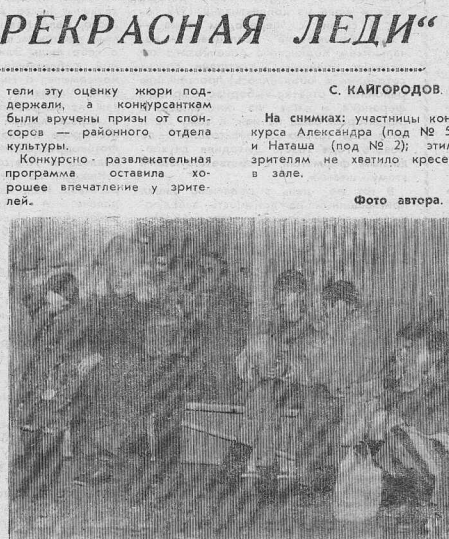 РЕКРАСНАЯ ЛЕДИ“
тели эту оценку жюри под-
держали, а конкурсанткам
были вручены призы от спон-
соров — районного отдела
культуры.
Конкурсно - развлекательная
программа оставила хо-
рошее впечатление у зрите-
лей.
С. КАЙГОРОДОВ.
На снимках: участницы кон
курса Александра (под № 5
и Наташа (под № 2); этим
зрителям не хватило кресе
в зале.
Фото автора.